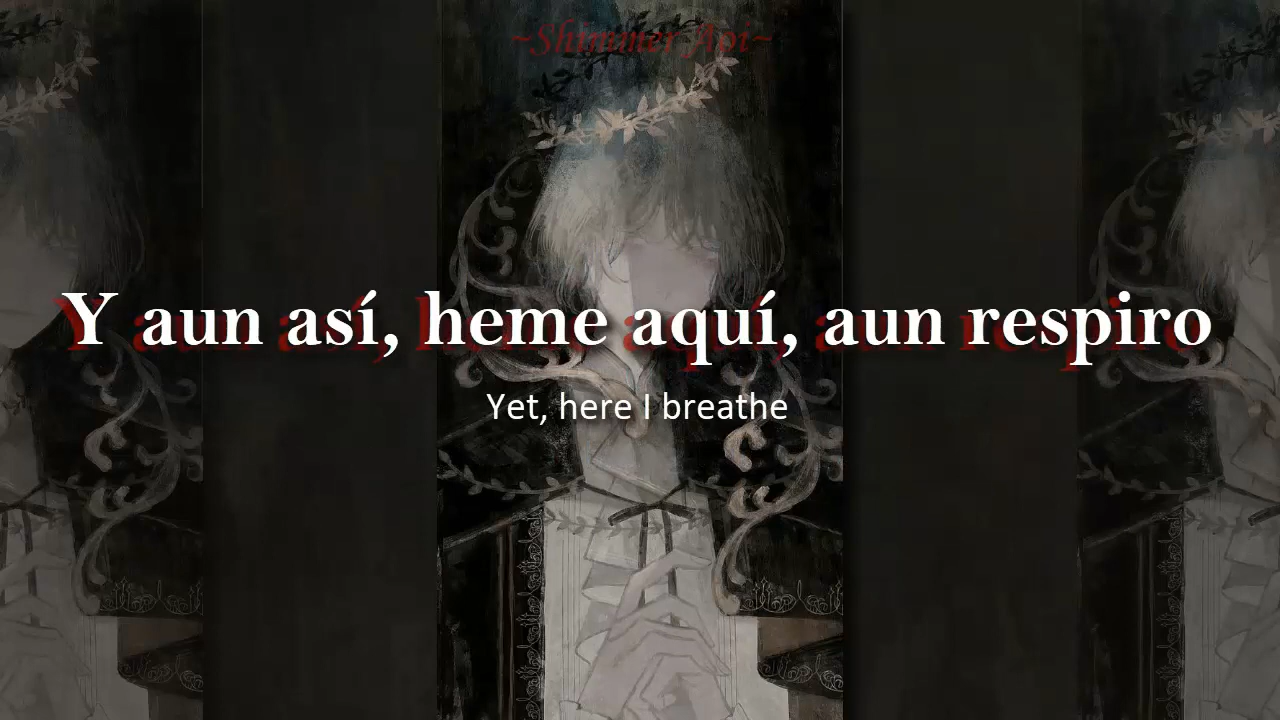 ~Shimmer Aoi~
Y aun así, heme aquí, aun respiro
Yet, here I breathe